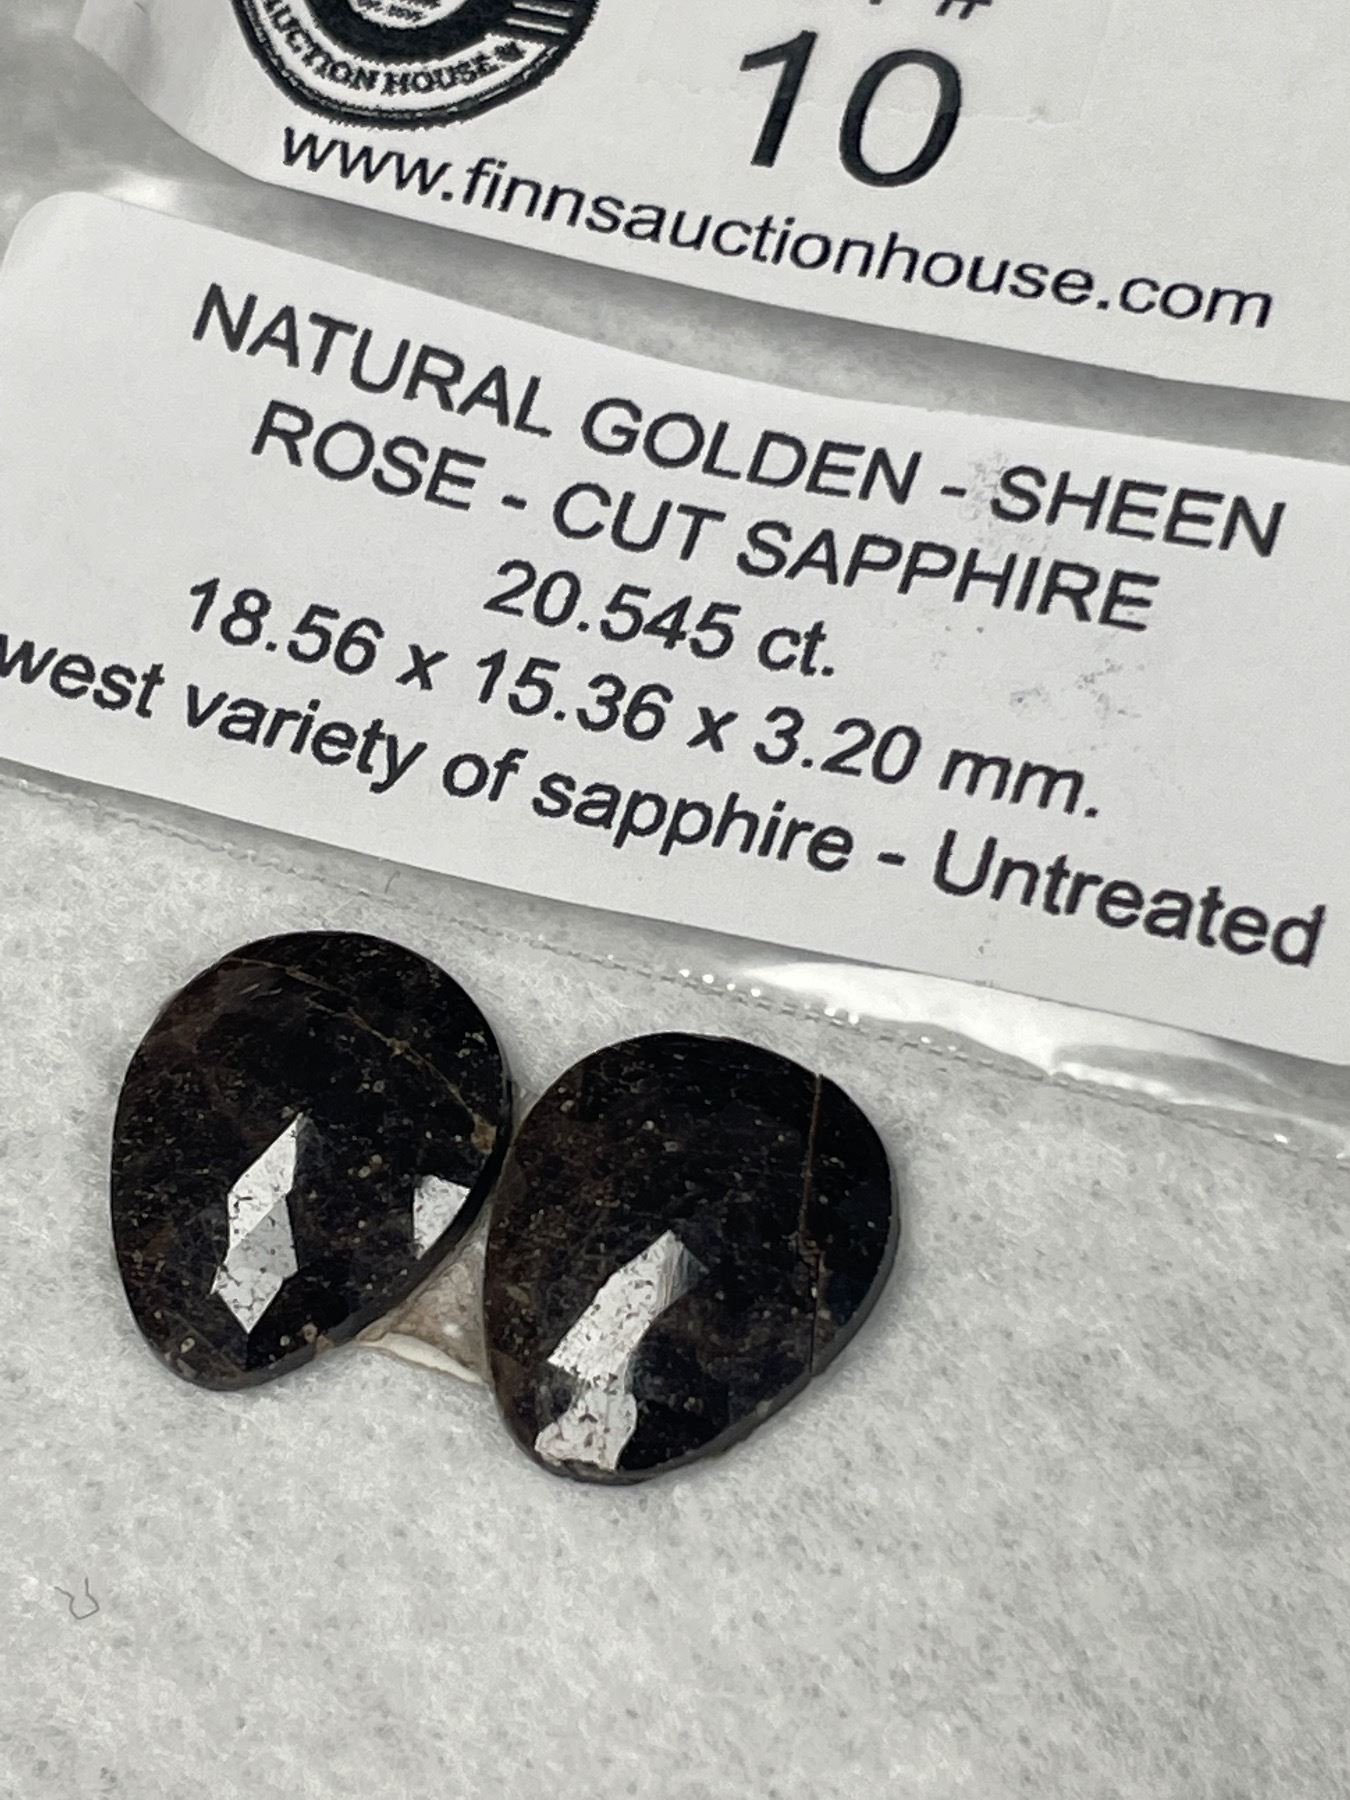 AUCTION HOUSE
#
10
www.finnsauctionhouse.com
NATURAL GOLDEN - SHEEN
ROSE - CUT SAPPHIRE
20.545 ct.
18.56 x 15.36 x 3.20 mm.
west variety of sapphire - Untreated